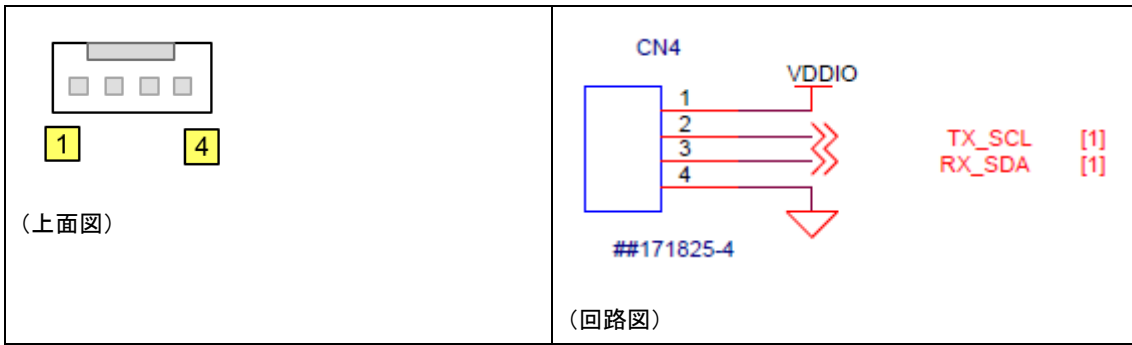 1
4
（上面図）
CN4
VDDIO
1
2
3
4
TX_SCL [1]
RX_SDA [1]
##171825-4
（回路図）